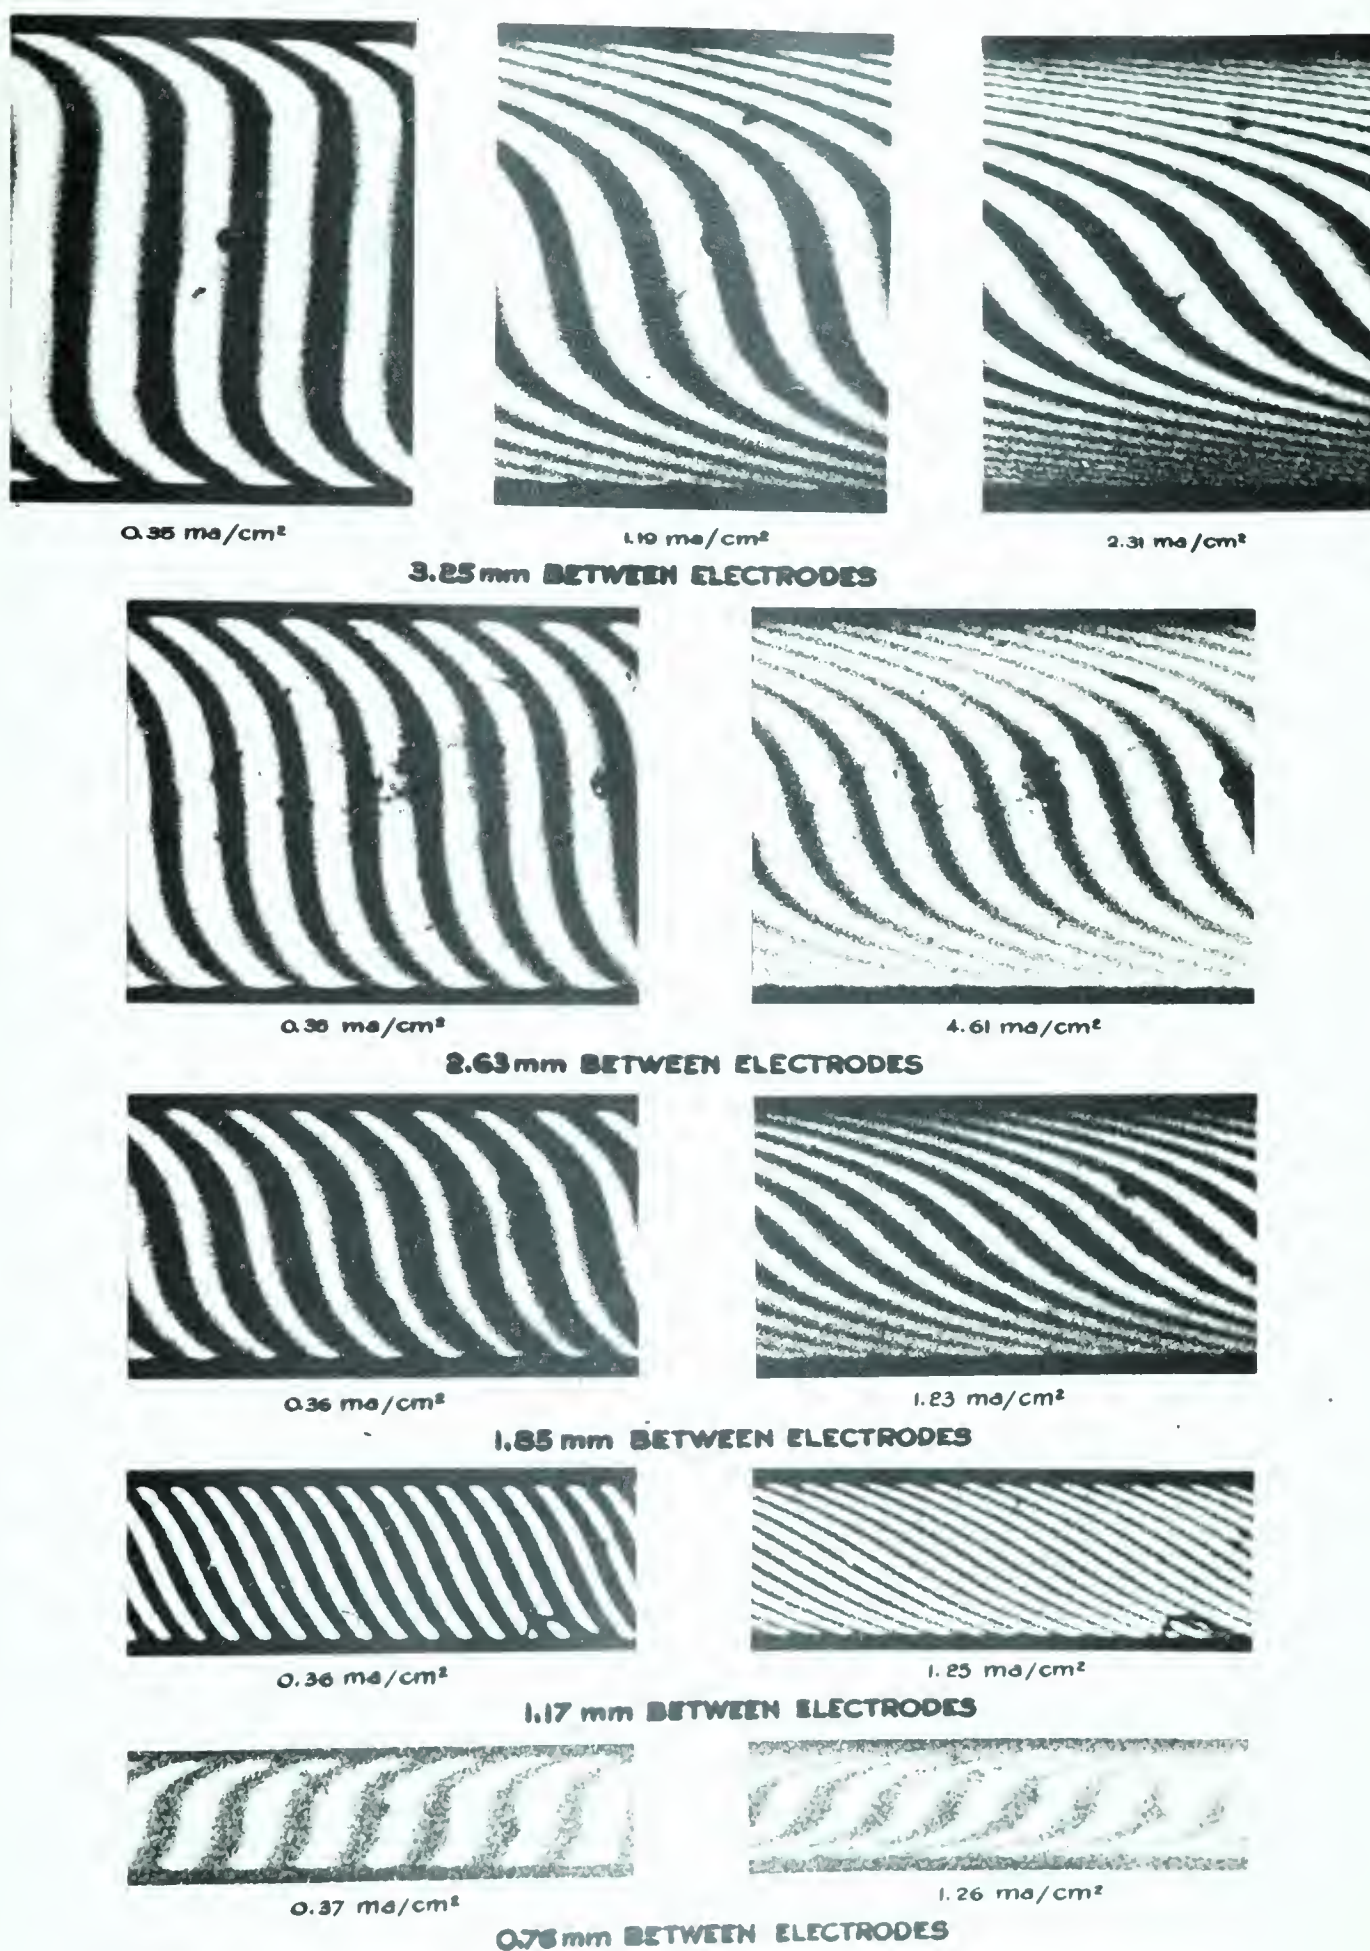 0.35 ma/cm²
1.19 ma/cm²
2.31 ma/cm²
3.25 mm BETWEEN ELECTRODES
0.36 ma/cm²
4.61 ma/cm²
2.63 mm BETWEEN ELECTRODES
0.36 ma/cm²
1.23 ma/cm²
1.85 mm BETWEEN ELECTRODES
0.36 ma/cm²
1.25 ma/cm²
1.17 mm BETWEEN ELECTRODES
0.37 ma/cm²
1.26 ma/cm²
0.76 mm BETWEEN ELECTRODES